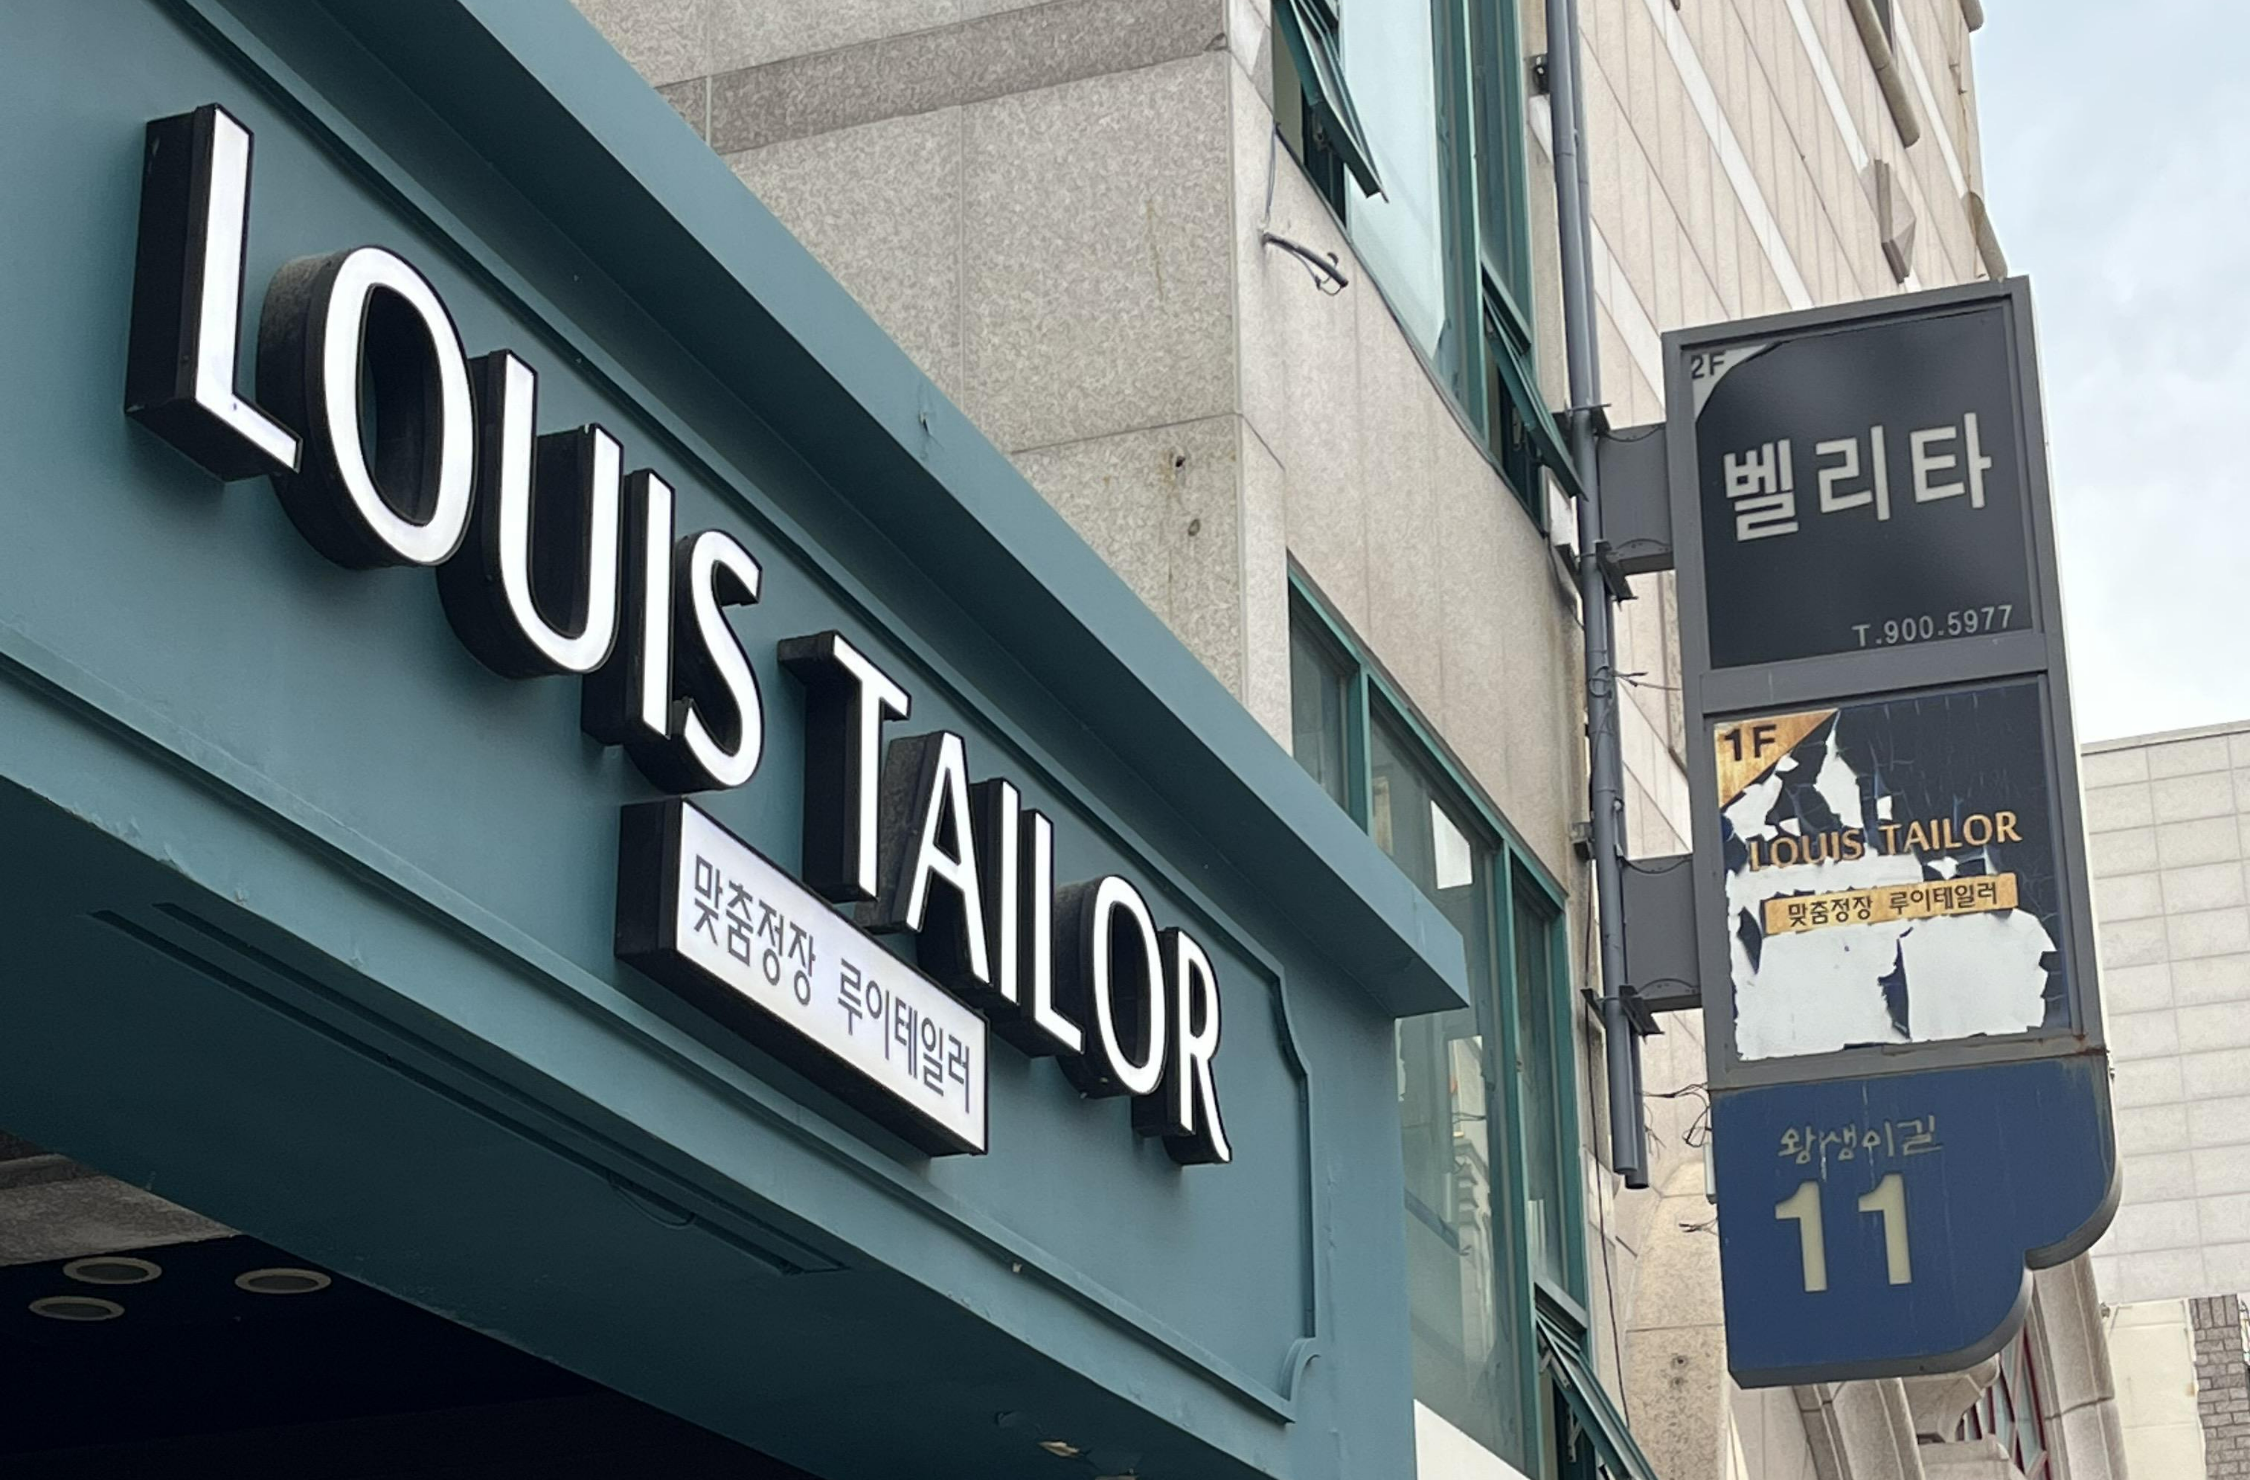 LOUIS TAILOR
맞춤정장 루이테일러
2F
벨리타
T.900.5977
1F
LOUIS TAILOR
맞춤정장 루이테일러
왕생이길
11